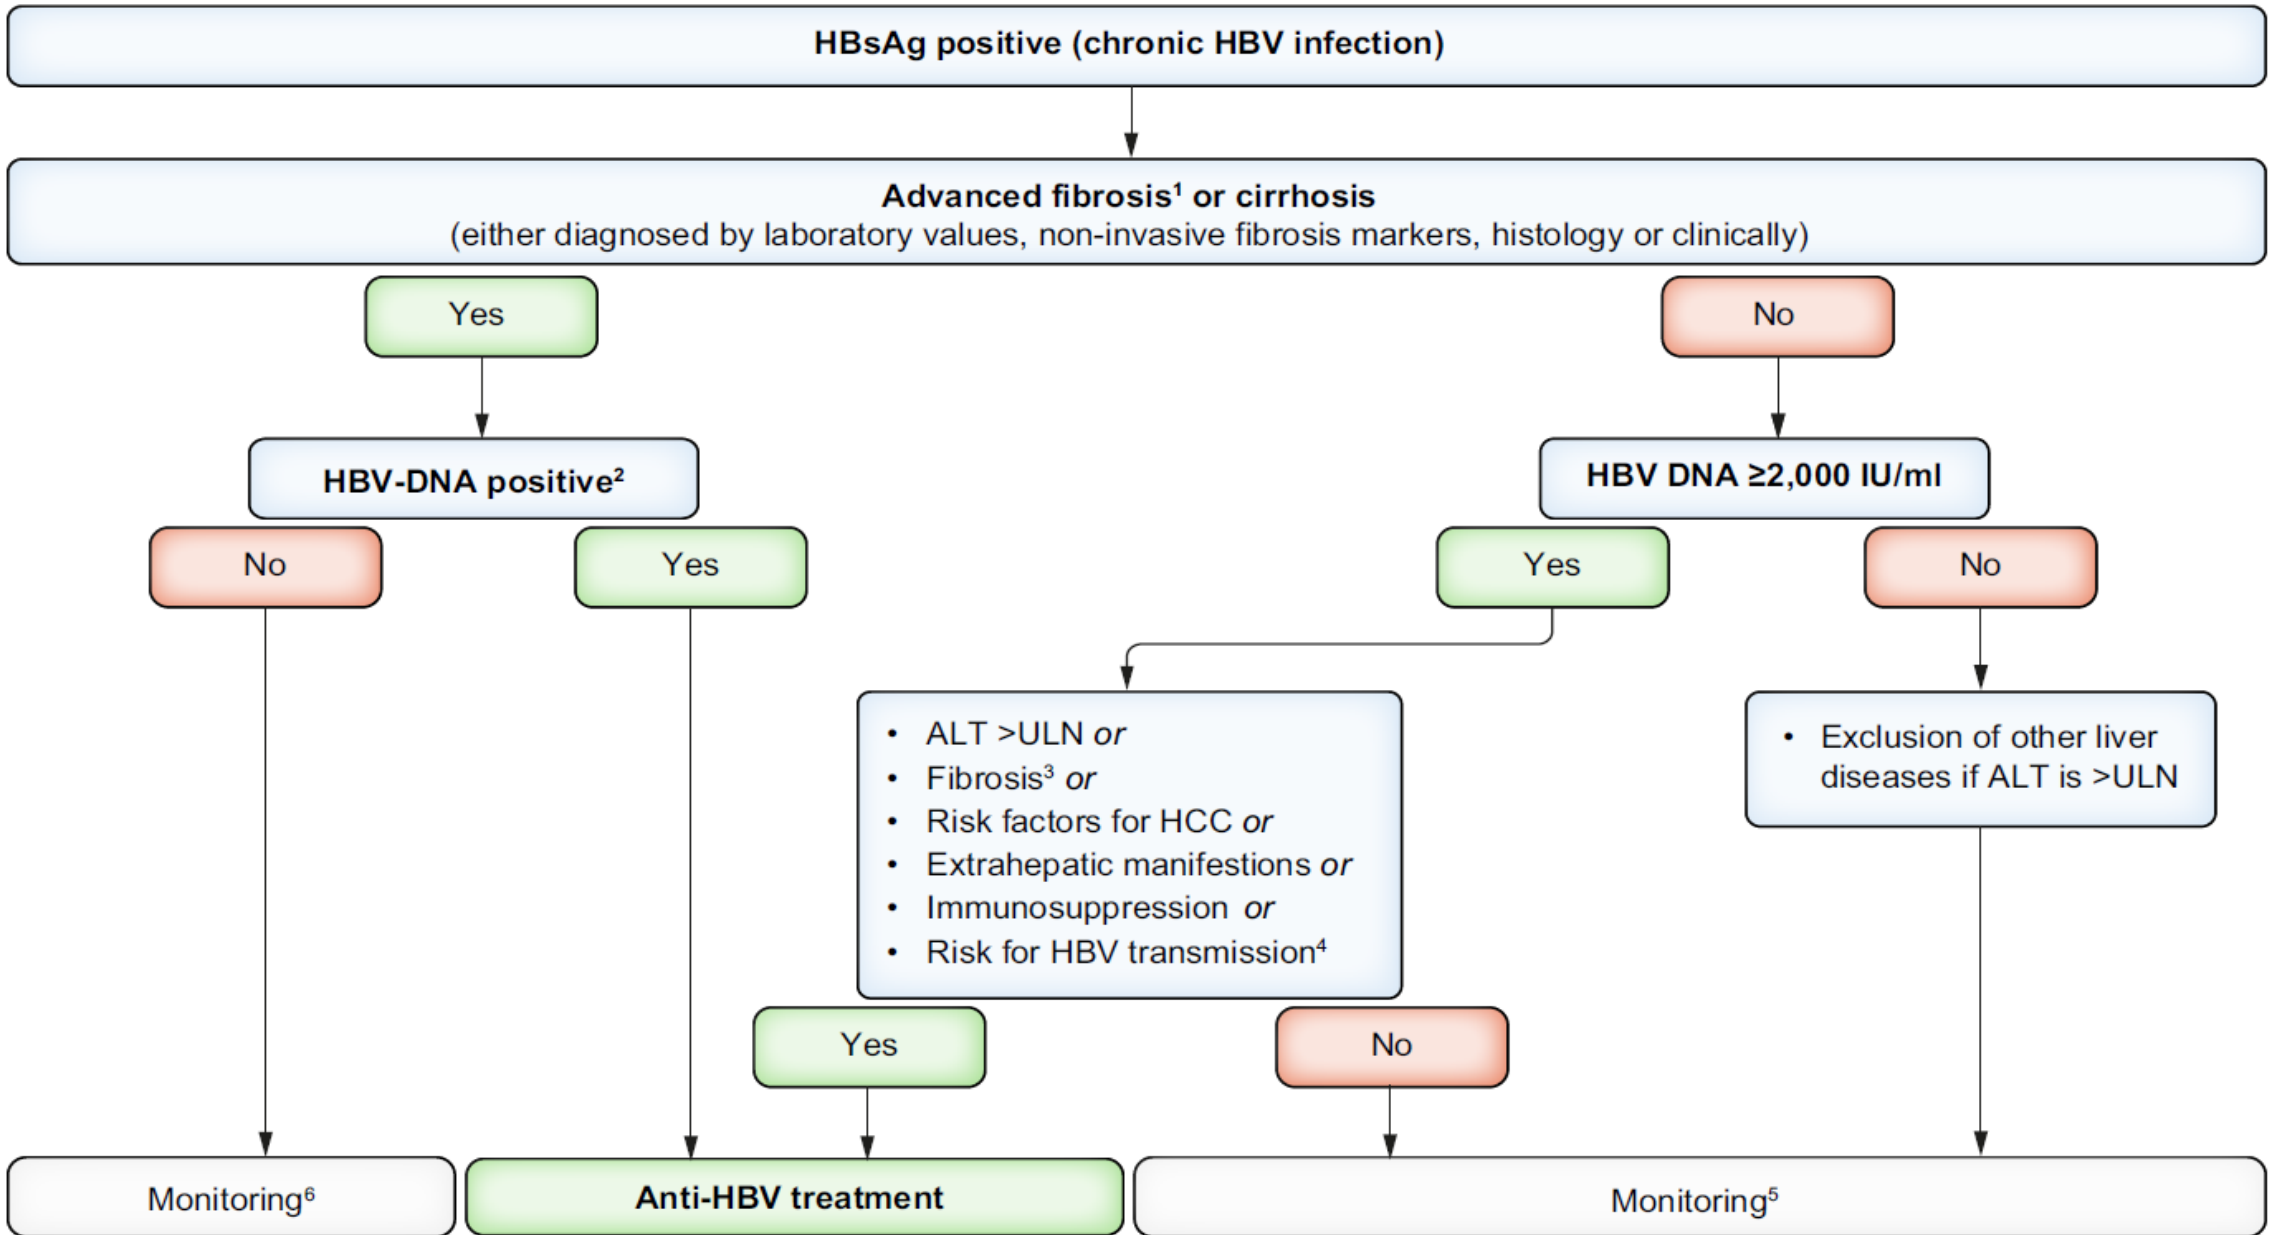 HBsAg positive (chronic HBV infection)
Advanced fibrosis¹ or cirrhosis
(either diagnosed by laboratory values, non-invasive fibrosis markers, histology or clinically)
Yes
No
HBV-DNA positive²
HBV DNA ≥2,000 IU/ml
No
Yes
Yes
No
• ALT >ULN or
• Fibrosis³ or
• Risk factors for HCC or
• Extrahepatic manifestions or
• Immunosuppression or
• Risk for HBV transmission⁴
• Exclusion of other liver
diseases if ALT is >ULN
Yes
No
Monitoring⁶
Anti-HBV treatment
Monitoring⁵